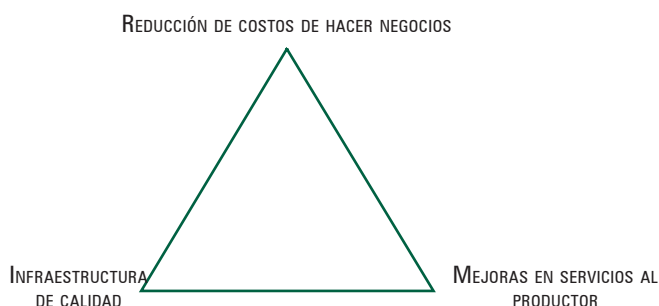 REDUCCIÓN DE COSTOS DE HACER NEGOCIOS
INFRAESTRUCTURA
DE CALIDAD
MEJORAS EN SERVICIOS AL
PRODUCTOR